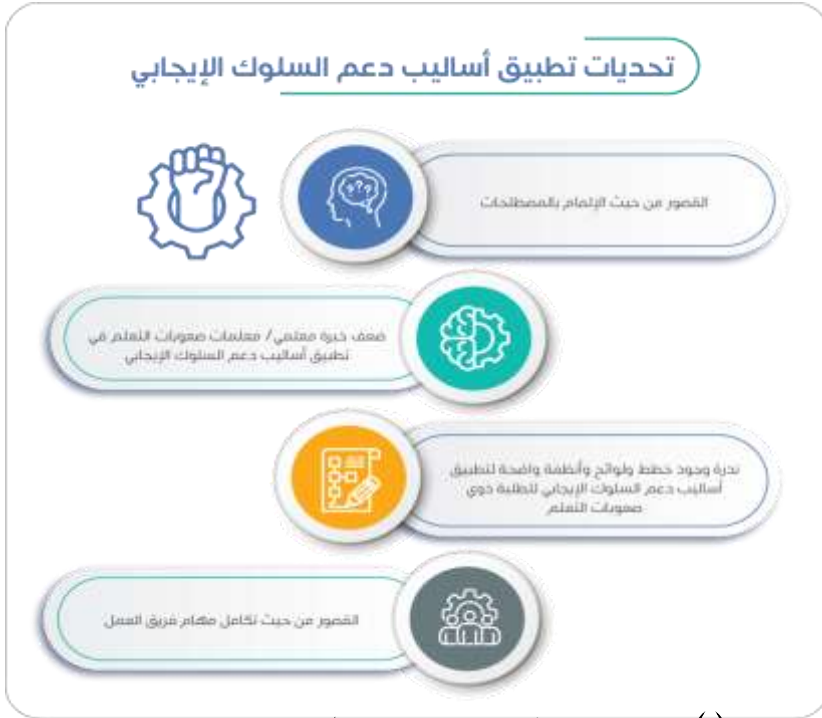 تحديات تطبيق أساليب دعم السلوك الإيجابي
القصور من حيث الإلمام بالمصطلحات
ضعف خبرة معلمي/ معلمات صعوبات التعلم في
تطبيق أساليب دعم السلوك الإيجابي
ندرة وجود خطط ولوائح وأنظمة واضحة لتطبيق
أساليب دعم السلوك الإيجابي للطلبة ذوي
صعوبات التعلم
القصور من حيث تكامل مهام فريق العمل